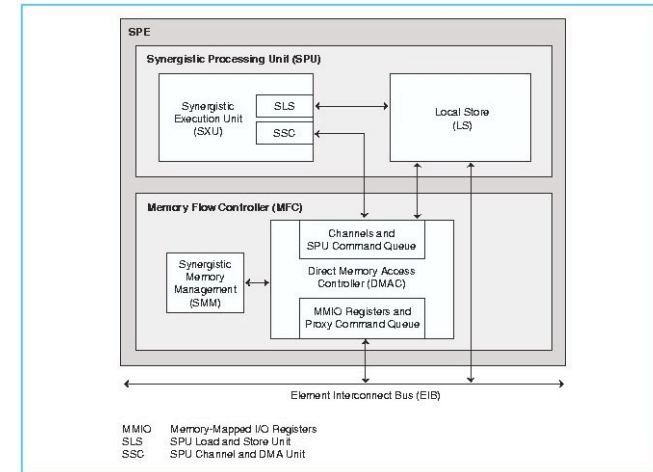 SPE
Synergistic Processing Unit (SPU)
Synergistic
Execution Unit
(SXU)
SLS
SSC
Local Store
(LS)
Memory Flow Controller (MFC)
Channels and
SPU Command Queue
Synergistic
Memory
Management
(SMM)
Direct Memory Access
Controller (DMAC)
MMIO Registers and
Proxy Command Queue
Element Interconnect Bus (EIB)
MMIO Memory-Mapped I/O Registers
SLS SPU Load and Store Unit
SSC SPU Channel and DMA Unit